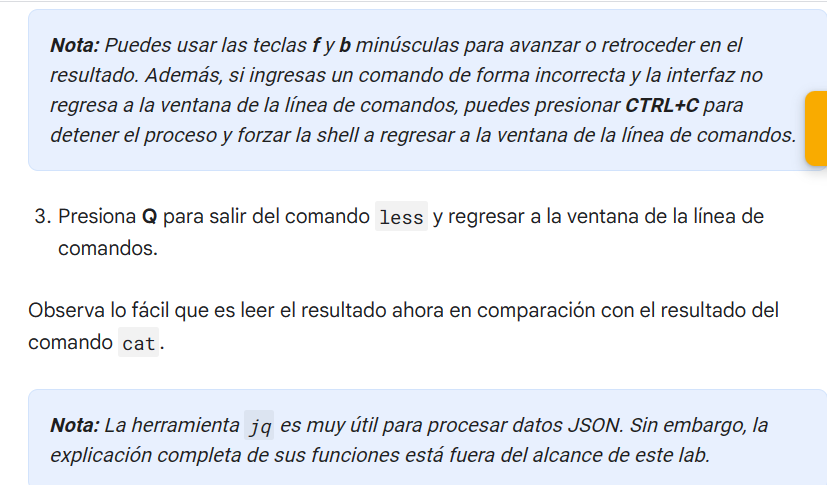 Nota: Puedes usar las teclas f y b minúsculas para avanzar o retroceder en el
resultado. Además, si ingresas un comando de forma incorrecta y la interfaz no
regresa a la ventana de la línea de comandos, puedes presionar CTRL+C para
detener el proceso y forzar la shell a regresar a la ventana de la línea de comandos.
3. Presiona Q para salir del comando less y regresar a la ventana de la línea de
comandos.
Observa lo fácil que es leer el resultado ahora en comparación con el resultado del
comando cat.
Nota: La herramienta jq es muy útil para procesar datos JSON. Sin embargo, la
explicación completa de sus funciones está fuera del alcance de este lab.